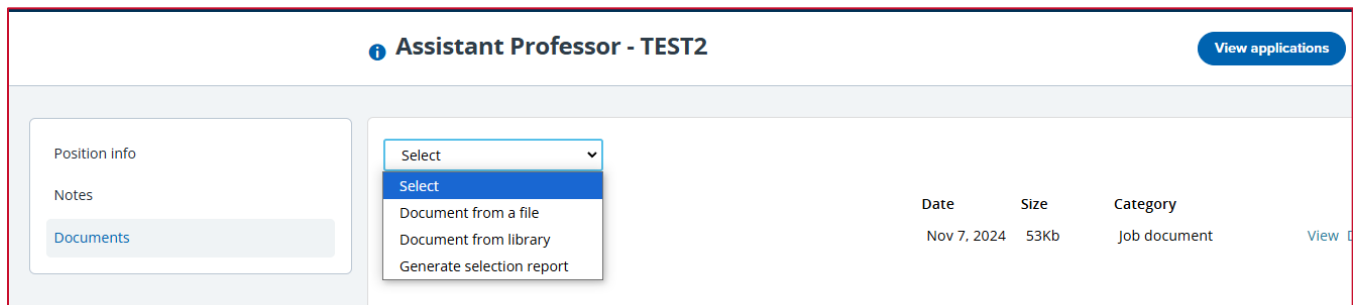 Assistant Professor - TEST2
View applications
Position info
Notes
Documents
Select
Select
Document from a file
Document from library
Generate selection report
Date Size Category
Nov 7, 2024 53Kb Job document View